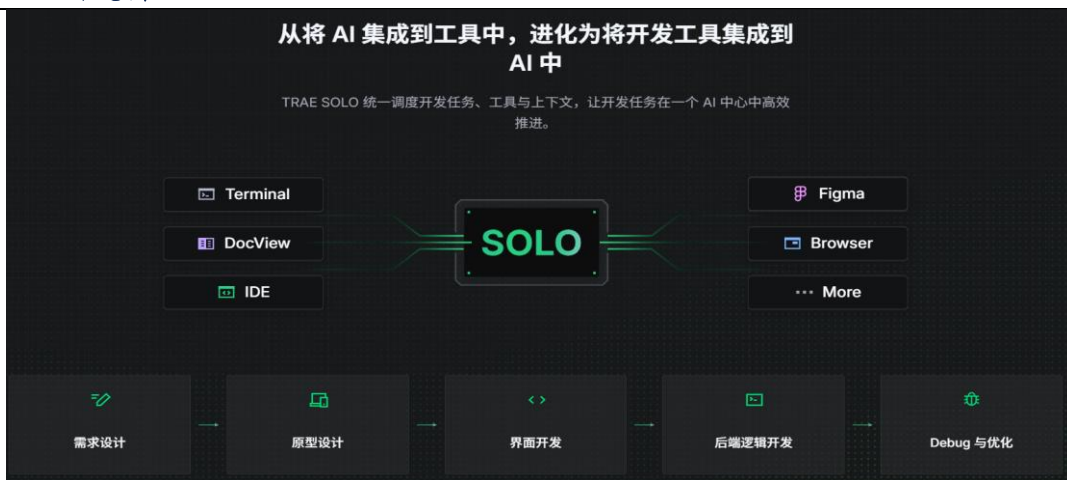 从将 AI 集成到工具中，进化为将开发工具集成到
AI 中
TRAE SOLO 统一调度开发任务、工具与上下文，让开发任务在一个 AI 中心中高效
推进。
Terminal
DocView
IDE
SOLO
Figma
Browser
More
需求设计
原型设计
界面开发
后端逻辑开发
Debug 与优化